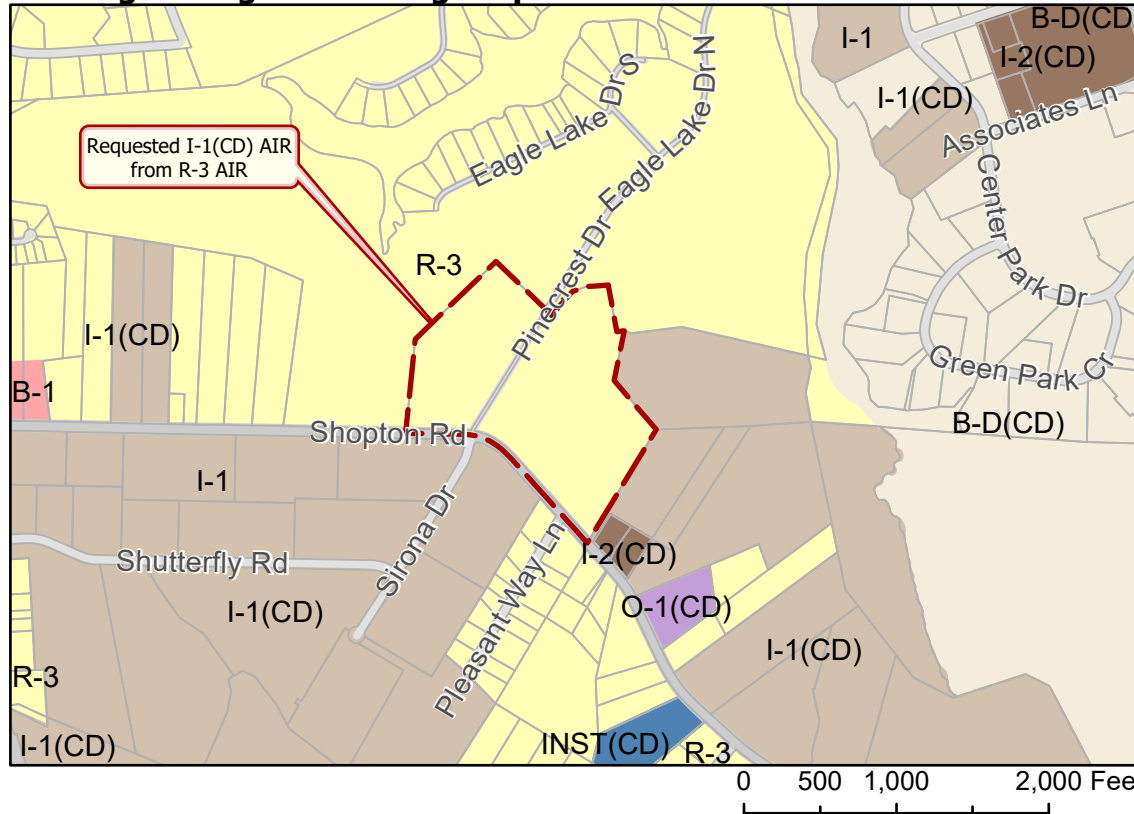 B-D(CD
I-1
I-2(CD)
I-1(CD)
Associates Ln
Eagle Lake Dr S
Eagle Lake Dr N
Requested I-1(CD) AIR
from R-3 AIR
Center Park Dr
R-3
Pinecrest Dr
I-1(CD)
Green Park Cr
B-1
B-D(CD)
Shopton Rd
I-1
Sirona Dr
Shutterfly Rd
I-2(CD)
Pleasant Way Ln
I-1(CD)
O-1(CD)
I-1(CD)
R-3
I-1(CD)
INST(CD)
R-3
0 500 1,000 2,000 Fee